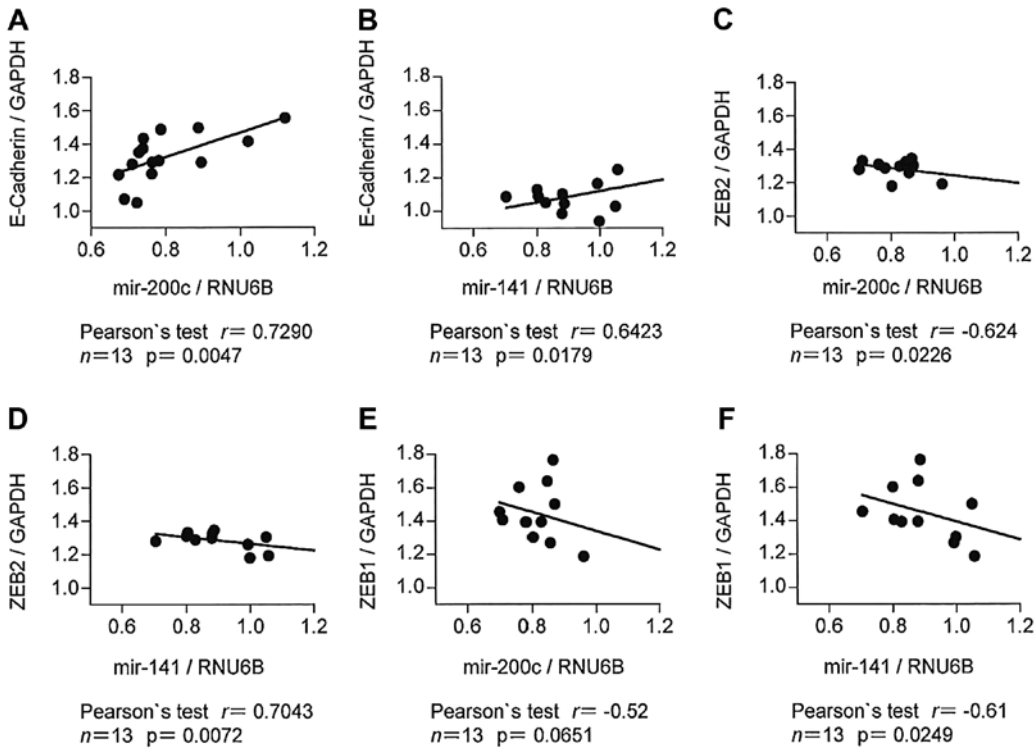 A
E-Cadherin / GAPDH
1.8
1.6
1.4
1.2
1.0
0.6 0.8 1.0 1.2
mir-200c / RNU6B
Pearson`s test r= 0.7290
n=13 p= 0.0047
B
E-Cadherin / GAPDH
1.8
1.6
1.4
1.2
1.0
0.6 0.8 1.0 1.2
mir-141 / RNU6B
Pearson`s test r= 0.6423
n=13 p= 0.0179
C
ZEB2 / GAPDH
1.8
1.6
1.4
1.2
1.0
0.6 0.8 1.0 1.2
mir-200c / RNU6B
Pearson`s test r= -0.624
n=13 p= 0.0226
D
ZEB2 / GAPDH
1.8
1.6
1.4
1.2
1.0
0.6 0.8 1.0 1.2
mir-141 / RNU6B
Pearson`s test r= 0.7043
n=13 p= 0.0072
E
ZEB1 / GAPDH
1.8
1.6
1.4
1.2
1.0
0.6 0.8 1.0 1.2
mir-200c / RNU6B
Pearson`s test r= -0.52
n=13 p= 0.0651
F
ZEB1 / GAPDH
1.8
1.6
1.4
1.2
1.0
0.6 0.8 1.0 1.2
mir-141 / RNU6B
Pearson`s test r= -0.61
n=13 p= 0.0249